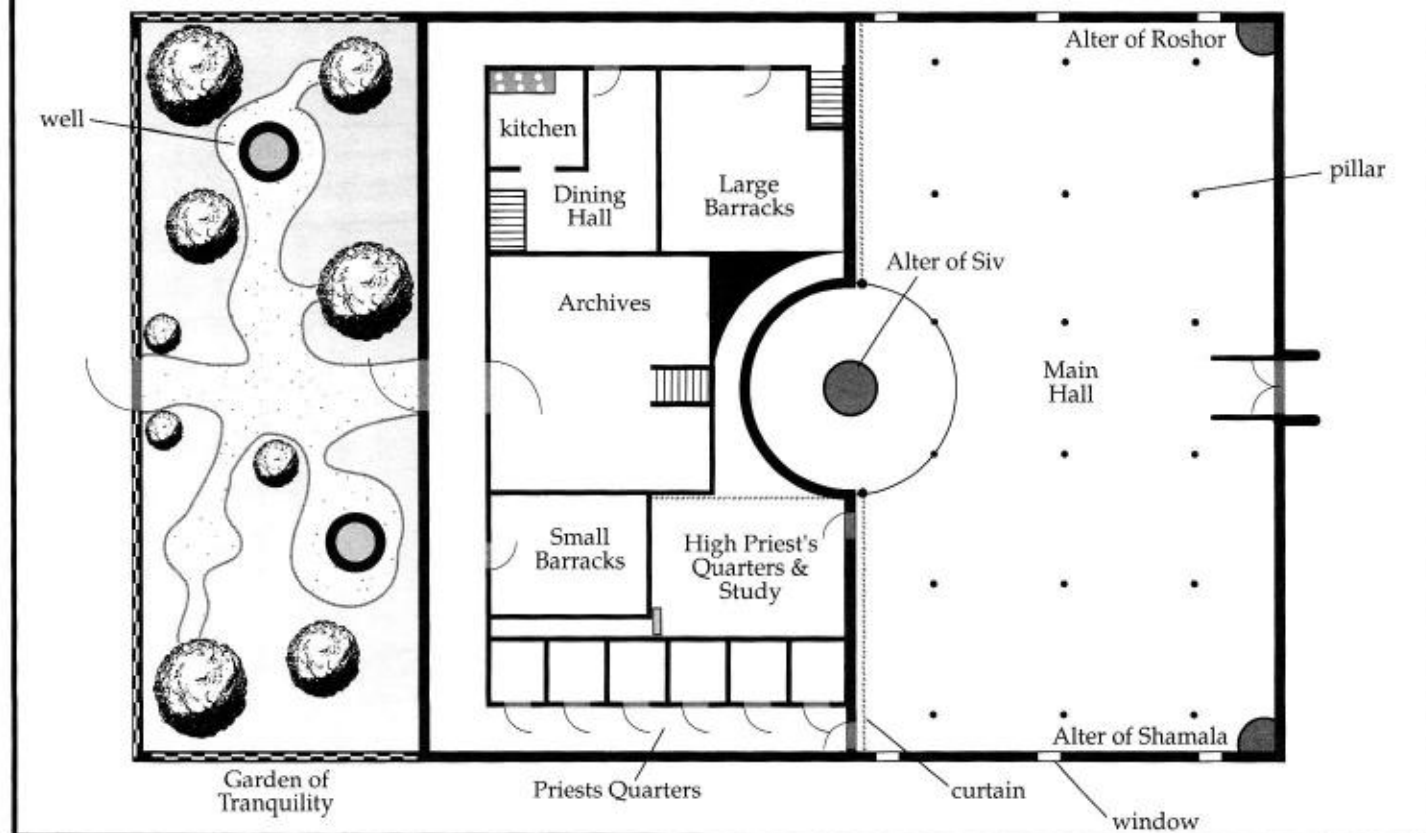 Alter of Roshor
well
kitchen
pillar
Dining
Hall
Large
Barracks
Alter of Siv
Archives
Main
Hall
Small
Barracks
High Priest's
Quarters &
Study
Alter of Shamala
Garden of
Tranquility
Priests Quarters
curtain
window